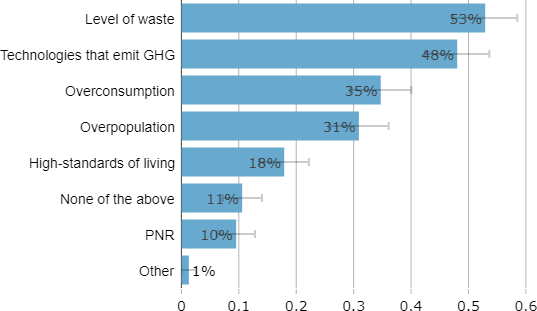 Level of waste 53%
Technologies that emit GHG 48%
Overconsumption 35%
Overpopulation 31%
High-standards of living 18%
None of the above 11%
PNR 10%
Other 1%
0 0.1 0.2 0.3 0.4 0.5 0.6